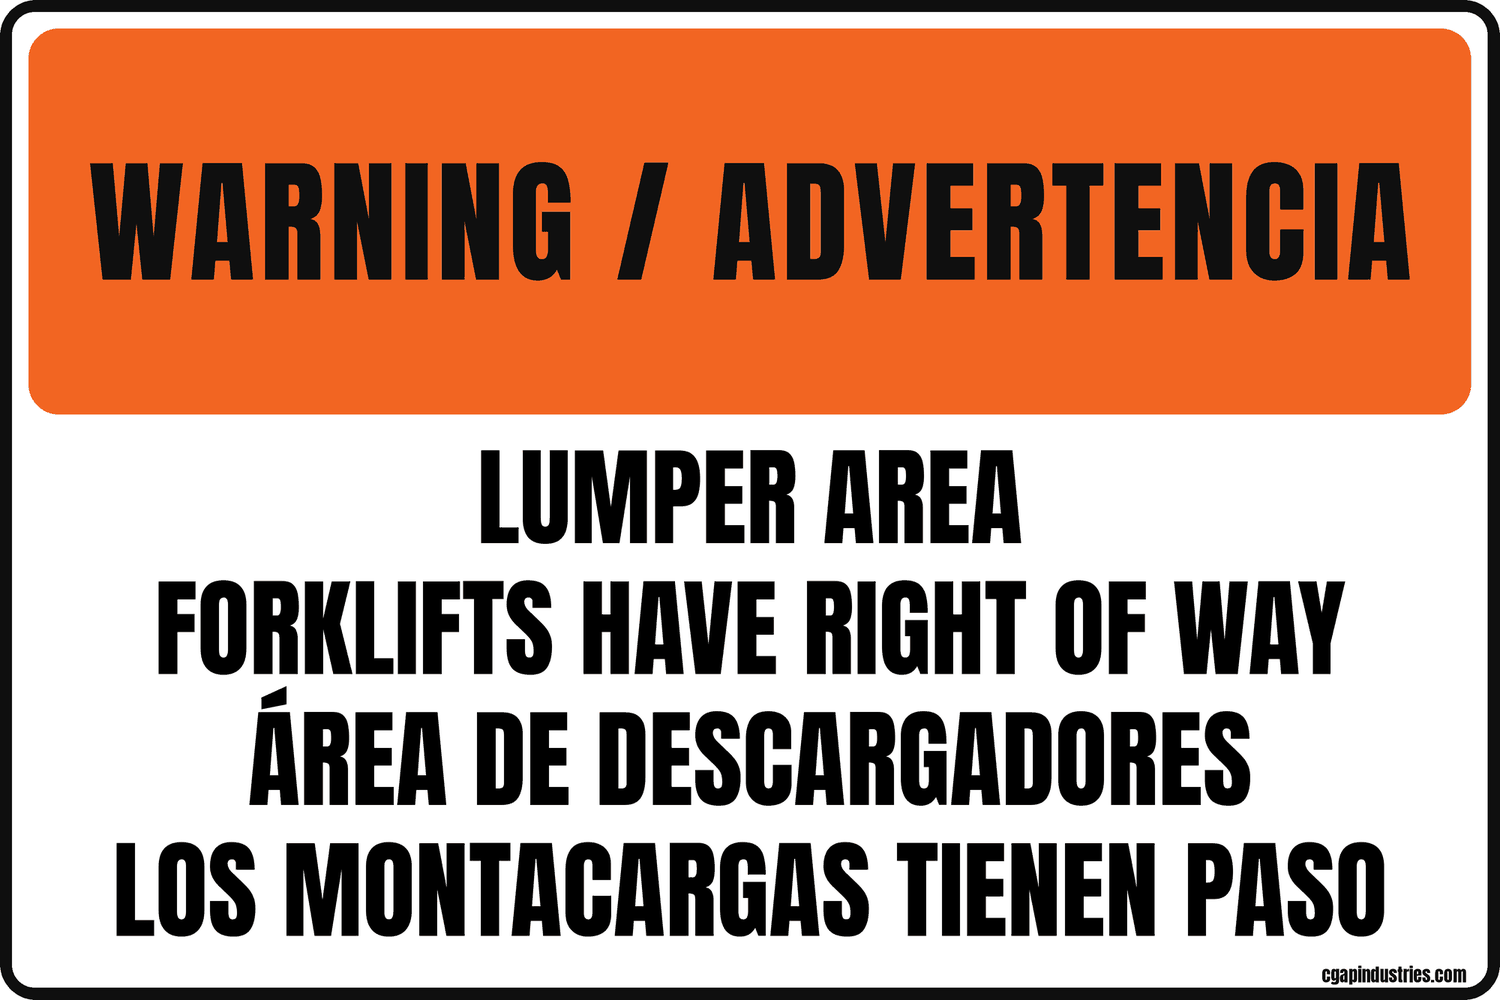 WARNING / ADVERTENCIA
LUMPER AREA
FORKLIFTS HAVE RIGHT OF WAY
ÁREA DE DESCARGADORES
LOS MONTACARGAS TIENEN PASO
cgapindustries.com